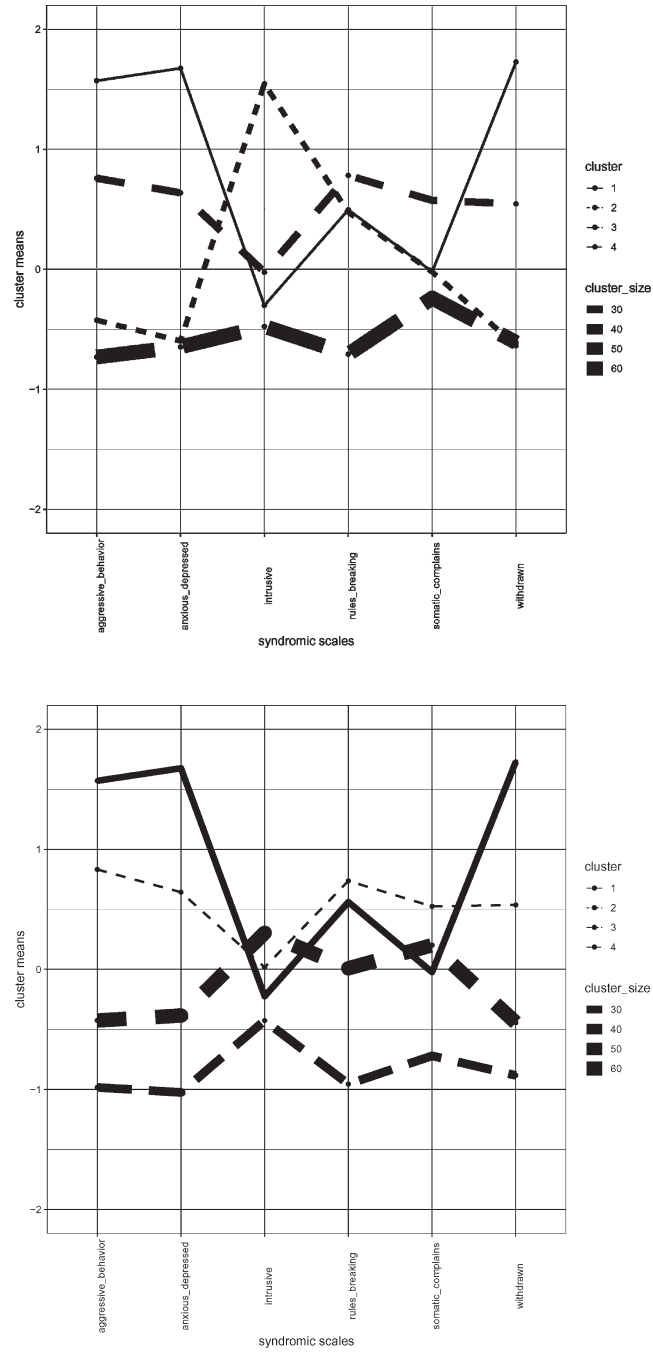 2
1
0
−1
−2
cluster means
aggressive_behavior
anxious_depressed
intrusive
rules_breaking
somatic_complains
withdrawn
syndromic scales
cluster
1
2
3
4
cluster_size
30
40
50
60
2
1
0
−1
−2
cluster means
aggressive_behavior
anxious_depressed
intrusive
rules_breaking
somatic_complains
withdrawn
syndromic scales
cluster
1
2
3
4
cluster_size
30
40
50
60